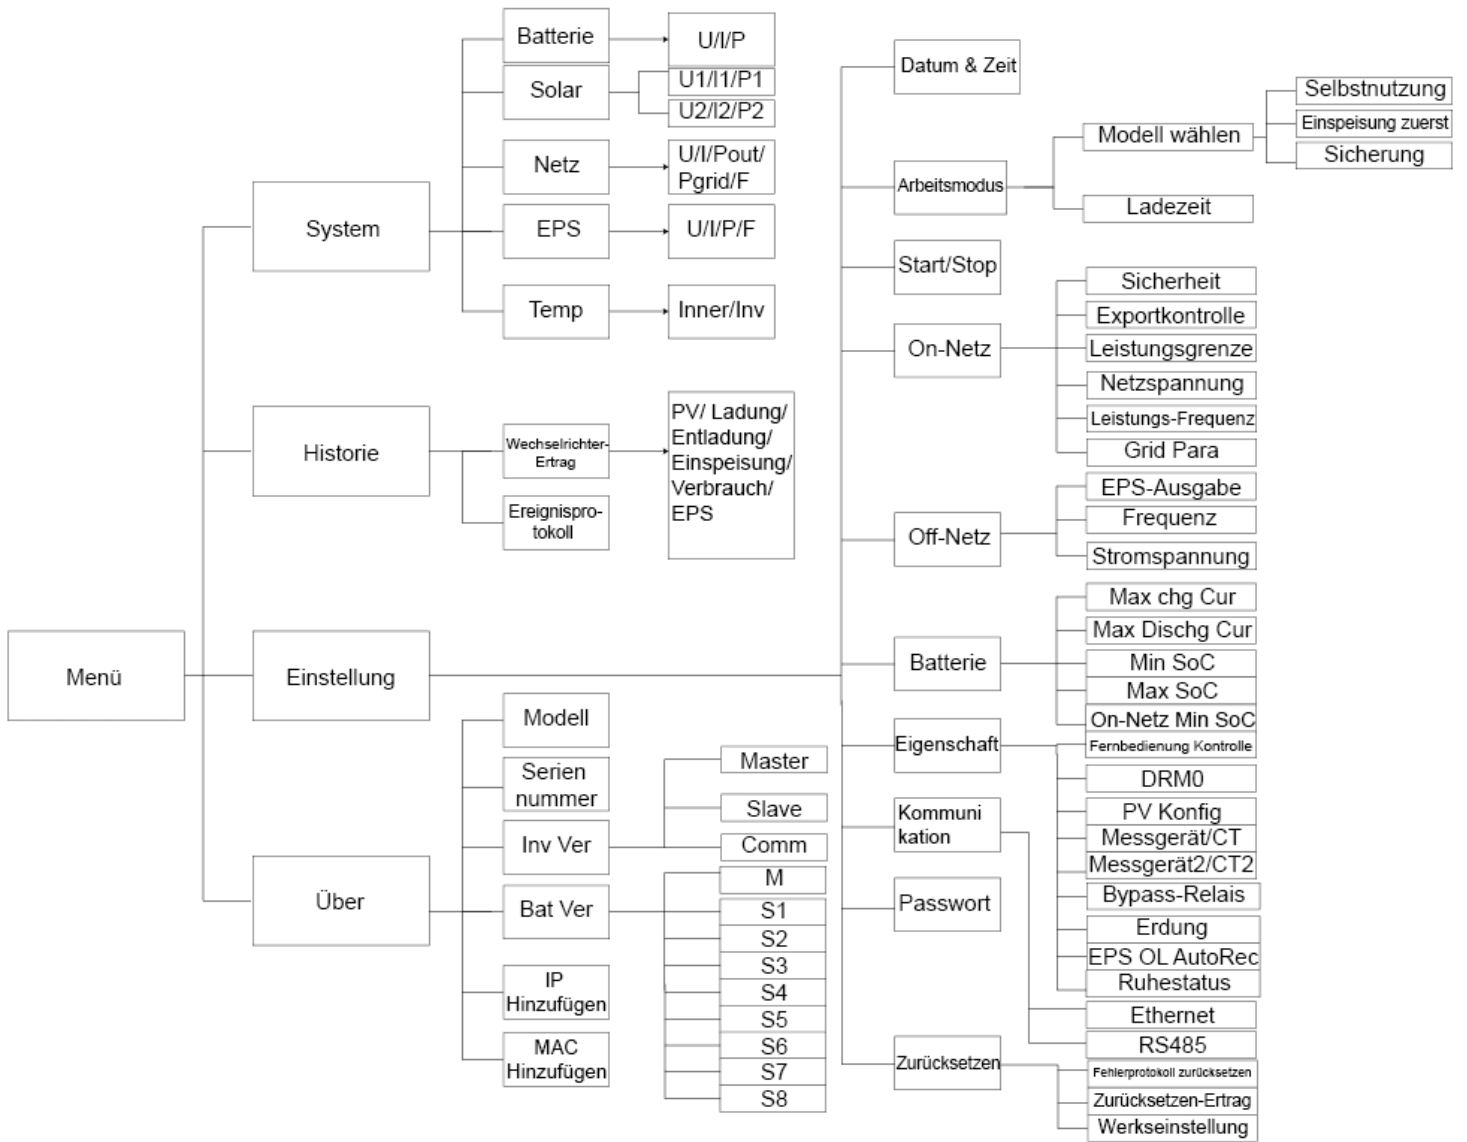 Menü
System
Batterie
U/I/P
Solar
U1/I1/P1
U2/I2/P2
Netz
U/I/Pout/
Pgrid/F
EPS
U/I/P/F
Temp
Inner/Inv
Historie
Wechselrichter-
Ertrag
PV/ Ladung/
Entladung/
Einspeisung/
Verbrauch/
EPS
Ereignispro-
tokoll
Einstellung
Datum & Zeit
Arbeitsmodus
Modell wählen
Selbstnutzung
Einspeisung zuerst
Sicherung
Ladezeit
Start/Stop
On-Netz
Sicherheit
Exportkontrolle
Leistungsgrenze
Netzspannung
Leistungs-Frequenz
Grid Para
Off-Netz
EPS-Ausgabe
Frequenz
Stromspannung
Batterie
Max chg Cur
Max Dischg Cur
Min SoC
Max SoC
On-Netz Min SoC
Eigenschaft
Fernbedienung Kontrolle
DRM0
PV Konfig
Messgerät/CT
Messgerät2/CT2
Bypass-Relais
Erdung
EPS OL AutoRec
Ruhestatus
Kommuni
kation
Ethernet
RS485
Passwort
Zurücksetzen
Fehlerprotokoll zurücksetzen
Zurücksetzen-Ertrag
Werkseinstellung
Über
Modell
Serien
nummer
Inv Ver
Master
Slave
Comm
Bat Ver
M
S1
S2
S3
S4
S5
S6
S7
S8
IP
Hinzufügen
MAC
Hinzufügen